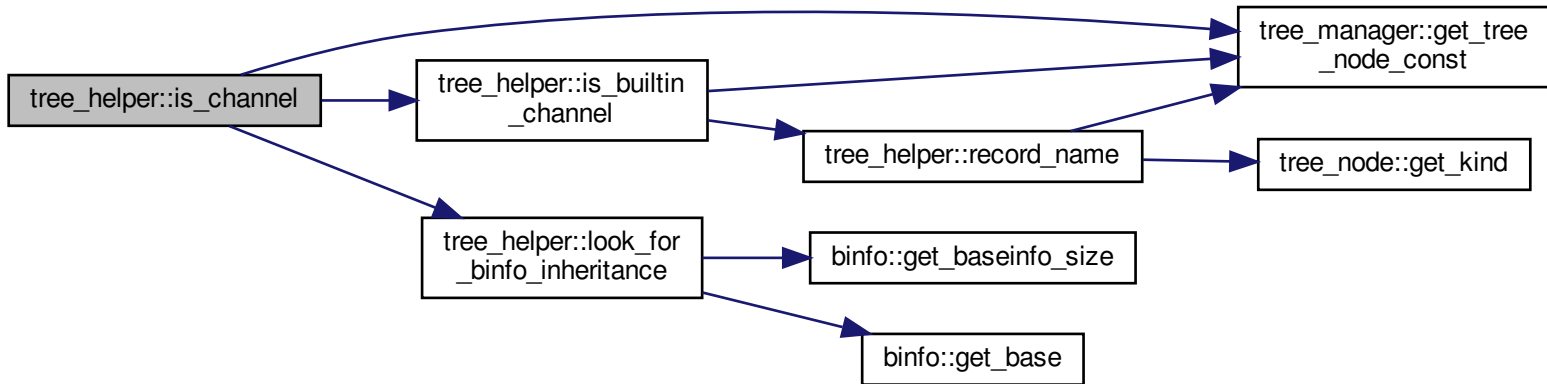 tree_helper::is_channel
tree_helper::is_builtin
_channel
tree_helper::look_for
_binfo_inheritance
tree_helper::record_name
binfo::get_baseinfo_size
binfo::get_base
tree_manager::get_tree
_node_const
tree_node::get_kind